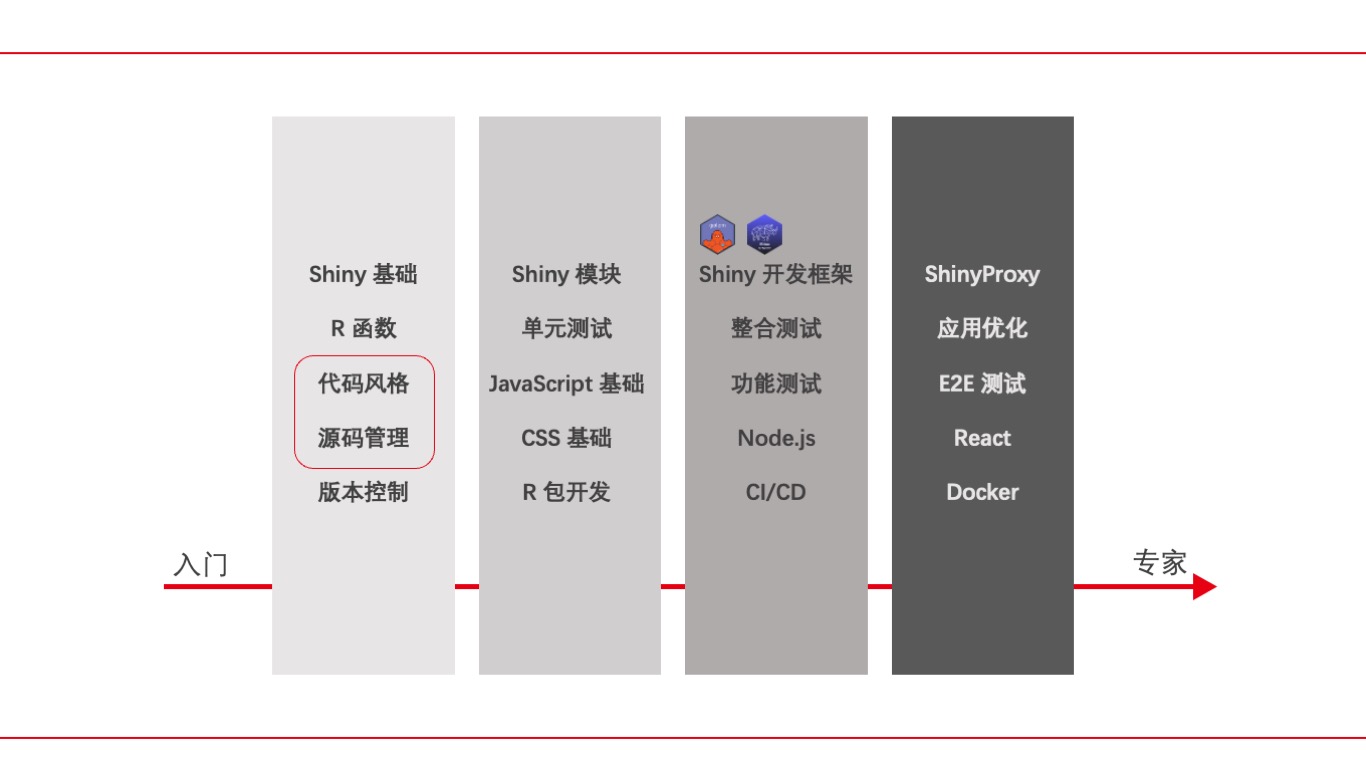 Shiny 基础
R 函数
代码风格
源码管理
版本控制
Shiny 模块
单元测试
JavaScript 基础
CSS 基础
R 包开发
Shiny 开发框架
整合测试
功能测试
Node.js
CI/CD
ShinyProxy
应用优化
E2E 测试
React
Docker
入门
专家